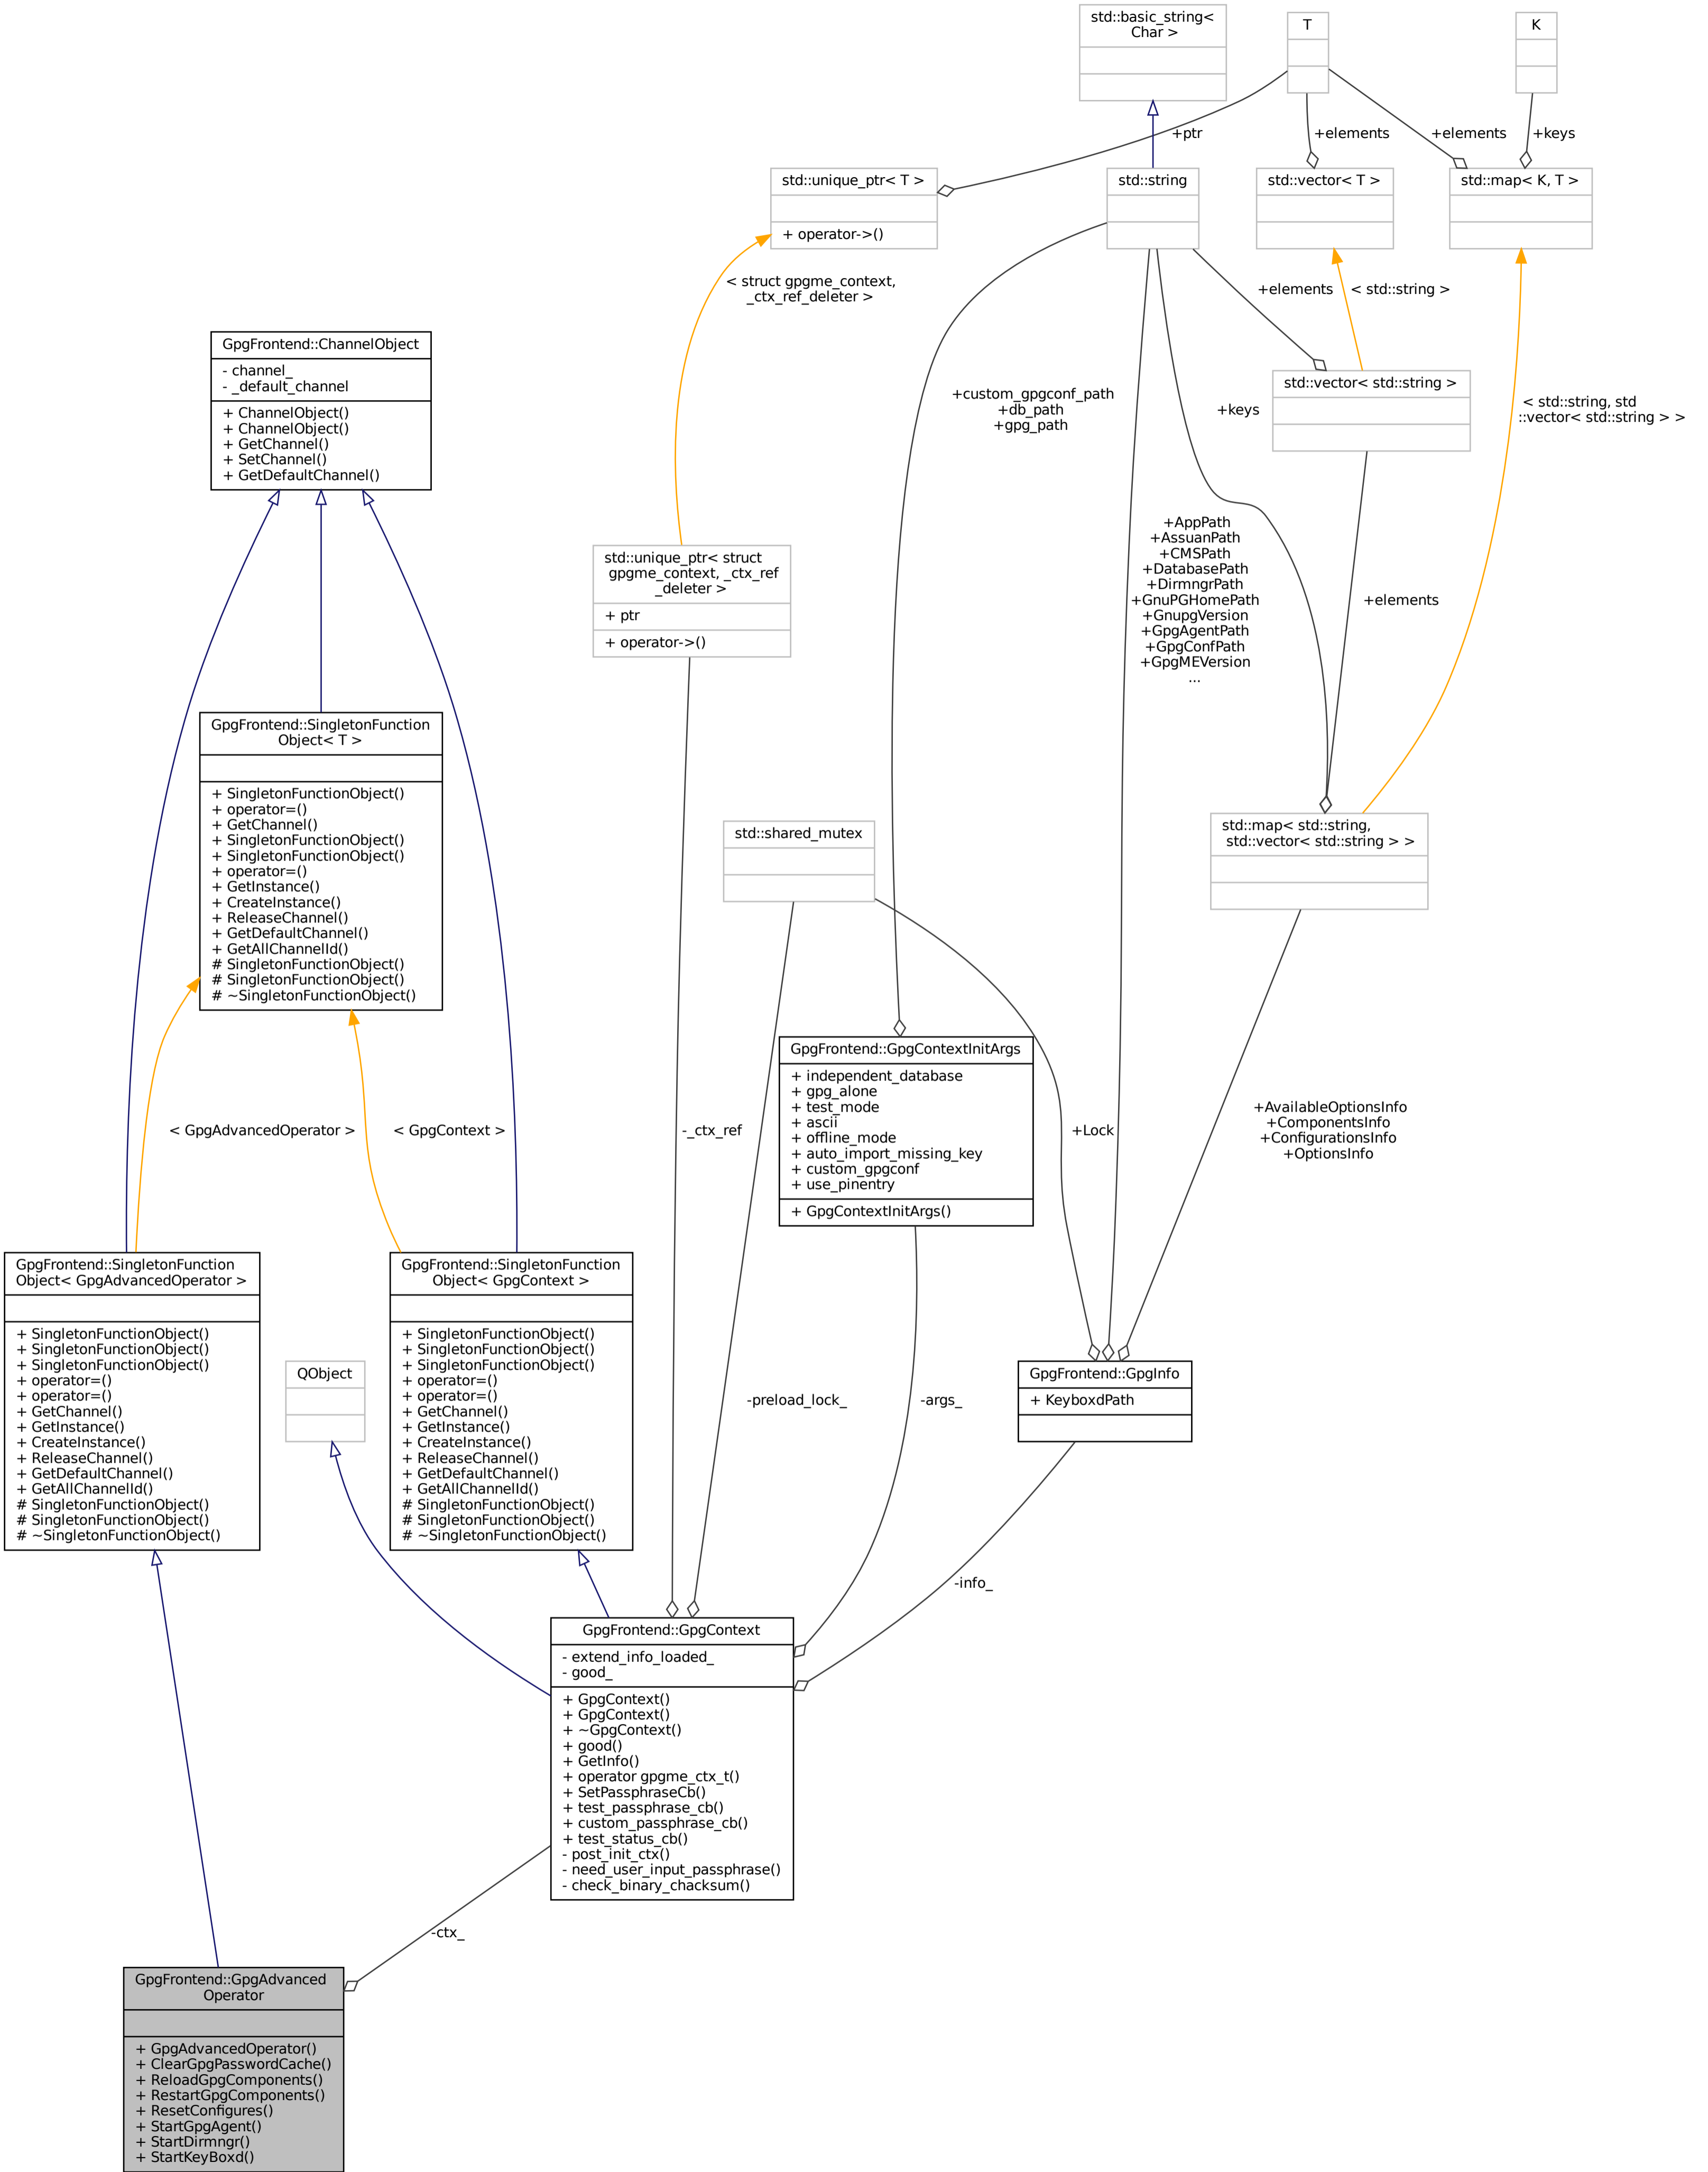 std::basic_string<
Char >
T
K
+ptr
+elements
+elements
+keys
std::unique_ptr< T >
+ operator->()
std::string
std::vector< T >
std::map< K, T >
< struct gpgme_context,
_ctx_ref_deleter >
+elements
< std::string >
GpgFrontend::ChannelObject
- channel_
- _default_channel
+ ChannelObject()
+ ChannelObject()
+ GetChannel()
+ SetChannel()
+ GetDefaultChannel()
+custom_gpgconf_path
+db_path
+gpg_path
+keys
std::vector< std::string >
< std::string, std
::vector< std::string > >
std::unique_ptr< struct
gpgme_context, _ctx_ref
_deleter >
+ ptr
+ operator->()
+AppPath
+AssuanPath
+CMSPath
+DatabasePath
+DirmngrPath
+GnuPGHomePath
+GnupgVersion
+GpgAgentPath
+GpgConfPath
+GpgMEVersion
...
+elements
GpgFrontend::SingletonFunction
Object< T >
+ SingletonFunctionObject()
+ operator=()
+ GetChannel()
+ SingletonFunctionObject()
+ SingletonFunctionObject()
+ operator=()
+ GetInstance()
+ CreateInstance()
+ ReleaseChannel()
+ GetDefaultChannel()
+ GetAllChannelId()
# SingletonFunctionObject()
# SingletonFunctionObject()
# ~SingletonFunctionObject()
std::shared_mutex
std::map< std::string,
std::vector< std::string > >
< GpgAdvancedOperator >
< GpgContext >
-_ctx_ref
GpgFrontend::GpgContextInitArgs
+ independent_database
+ gpg_alone
+ test_mode
+ ascii
+ offline_mode
+ auto_import_missing_key
+ custom_gpgconf
+ use_pinentry
+ GpgContextInitArgs()
+Lock
+AvailableOptionsInfo
+ComponentsInfo
+ConfigurationsInfo
+OptionsInfo
GpgFrontend::SingletonFunction
Object< GpgAdvancedOperator >
+ SingletonFunctionObject()
+ SingletonFunctionObject()
+ SingletonFunctionObject()
+ operator=()
+ operator=()
+ GetChannel()
+ GetInstance()
+ CreateInstance()
+ ReleaseChannel()
+ GetDefaultChannel()
+ GetAllChannelId()
# SingletonFunctionObject()
# SingletonFunctionObject()
# ~SingletonFunctionObject()
QObject
GpgFrontend::SingletonFunction
Object< GpgContext >
+ SingletonFunctionObject()
+ SingletonFunctionObject()
+ SingletonFunctionObject()
+ operator=()
+ operator=()
+ GetChannel()
+ GetInstance()
+ CreateInstance()
+ ReleaseChannel()
+ GetDefaultChannel()
+ GetAllChannelId()
# SingletonFunctionObject()
# SingletonFunctionObject()
# ~SingletonFunctionObject()
-preload_lock_
-args_
GpgFrontend::GpgInfo
+ KeyboxdPath
-info_
GpgFrontend::GpgContext
- extend_info_loaded_
- good_
+ GpgContext()
+ GpgContext()
+ ~GpgContext()
+ good()
+ GetInfo()
+ operator gpgme_ctx_t()
+ SetPassphraseCb()
+ test_passphrase_cb()
+ custom_passphrase_cb()
+ test_status_cb()
- post_init_ctx()
- need_user_input_passphrase()
- check_binary_chacksum()
-ctx_
GpgFrontend::GpgAdvanced
Operator
+ GpgAdvancedOperator()
+ ClearGpgPasswordCache()
+ ReloadGpgComponents()
+ RestartGpgComponents()
+ ResetConfigures()
+ StartGpgAgent()
+ StartDirmngr()
+ StartKeyBoxd()